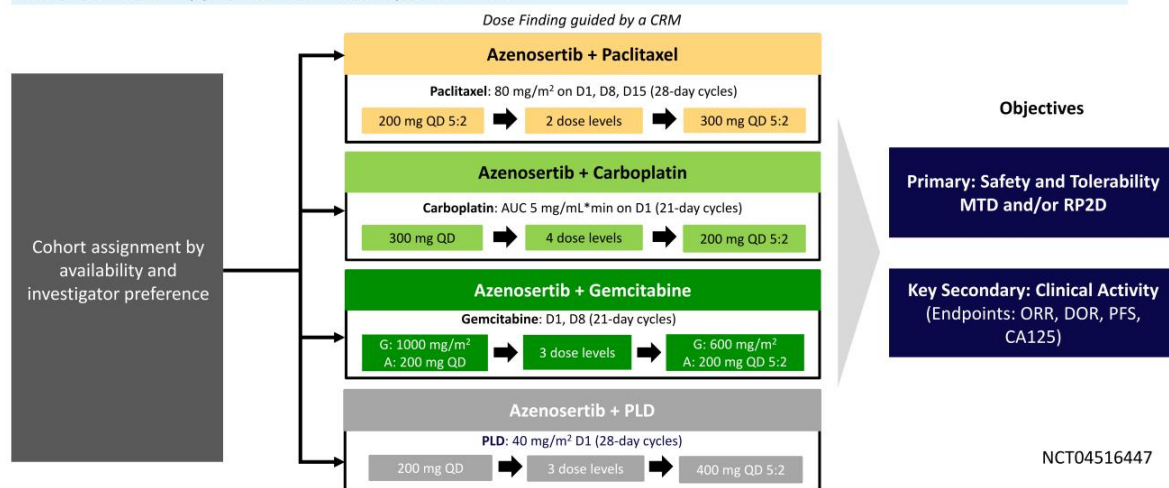 Dose Finding guided by a CRM
Cohort assignment by
availability and
investigator preference
Azenosertib + Paclitaxel
Paclitaxel: 80 mg/m² on D1, D8, D15 (28-day cycles)
200 mg QD 5:2
2 dose levels
300 mg QD 5:2
Azenosertib + Carboplatin
Carboplatin: AUC 5 mg/mL*min on D1 (21-day cycles)
300 mg QD
4 dose levels
200 mg QD 5:2
Azenosertib + Gemcitabine
Gemcitabine: D1, D8 (21-day cycles)
G: 1000 mg/m²
A: 200 mg QD
3 dose levels
G: 600 mg/m²
A: 200 mg QD 5:2
Azenosertib + PLD
PLD: 40 mg/m² D1 (28-day cycles)
200 mg QD
3 dose levels
400 mg QD 5:2
Objectives
Primary: Safety and Tolerability
MTD and/or RP2D
Key Secondary: Clinical Activity
(Endpoints: ORR, DOR, PFS,
CA125)
NCT04516447